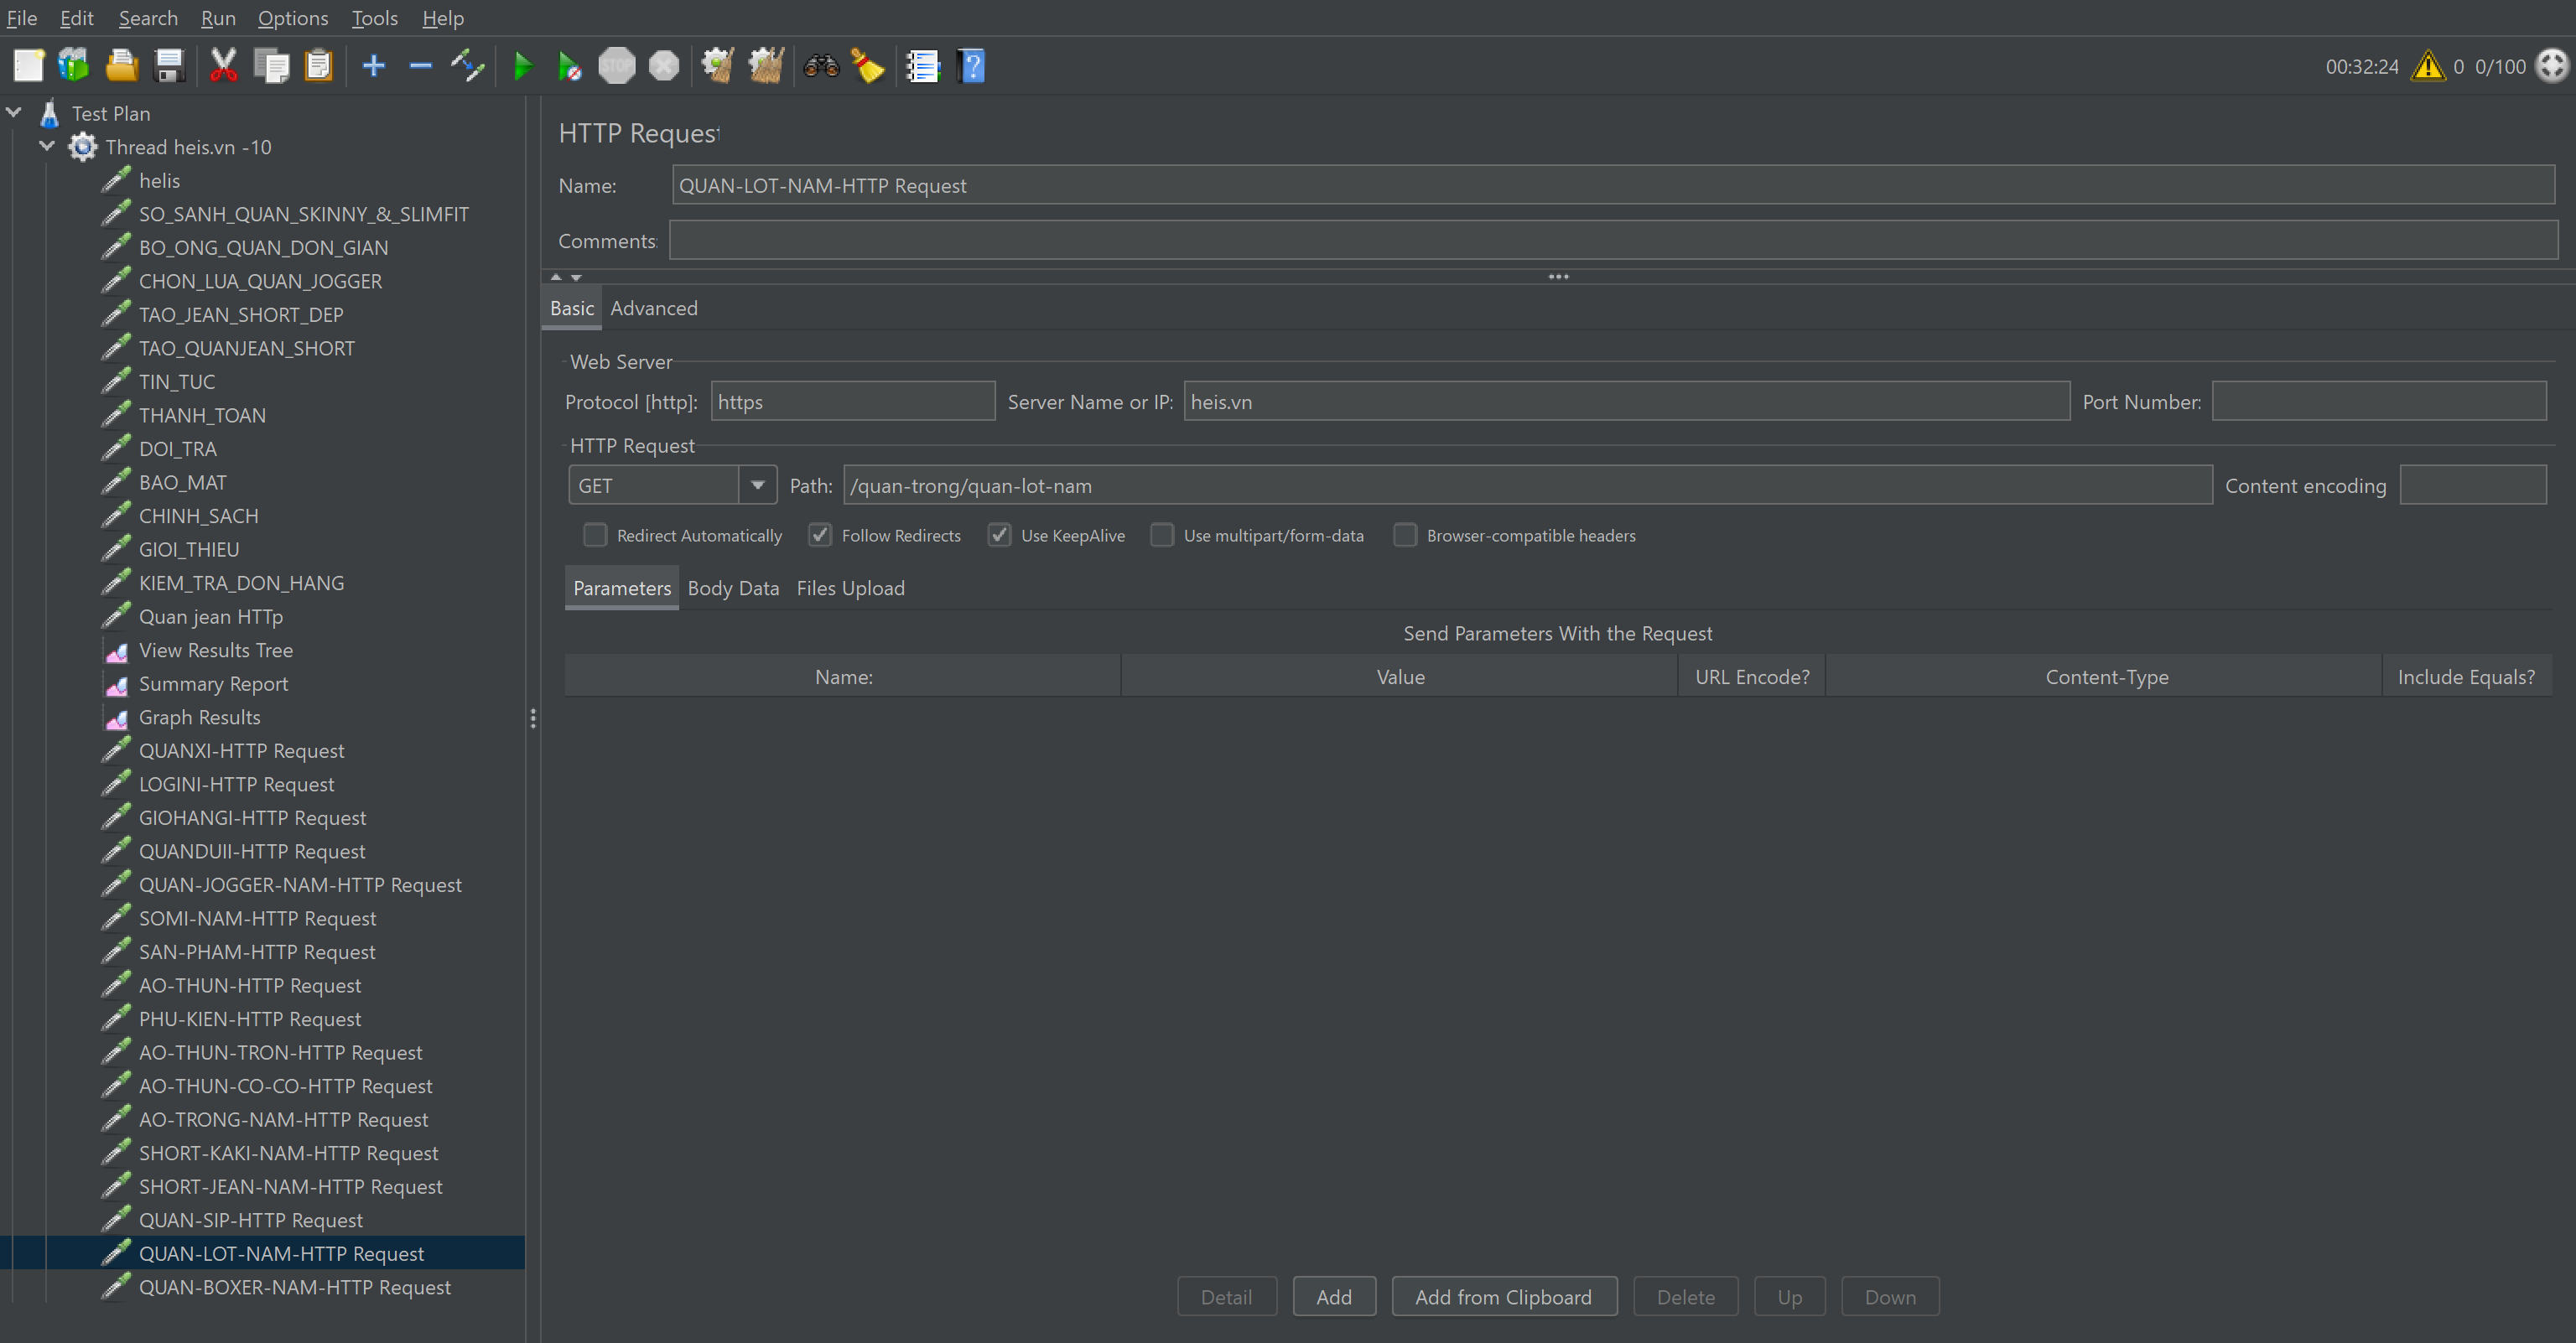 File Edit Search Run Options Tools Help
STOP
00:32:24 0 0/100
Test Plan
Thread heis.vn -10
helis
SO_SANH_QUAN_SKINNY_&_SLIMFIT
BO_ONG_QUAN_DON_GIAN
CHON_LUA_QUAN_JOGGER
TAO_JEAN_SHORT_DEP
TAO_QUANJEAN_SHORT
TIN_TUC
THANH_TOAN
DOI_TRA
BAO_MAT
CHINH_SACH
GIOI_THIEU
KIEM_TRA_DON_HANG
Quan jean HTTp
View Results Tree
Summary Report
Graph Results
QUANXI-HTTP Request
LOGINI-HTTP Request
GIOHANGI-HTTP Request
QUANDUII-HTTP Request
QUAN-JOGGER-NAM-HTTP Request
SOMI-NAM-HTTP Request
SAN-PHAM-HTTP Request
AO-THUN-HTTP Request
PHU-KIEN-HTTP Request
AO-THUN-TRON-HTTP Request
AO-THUN-CO-CO-HTTP Request
AO-TRONG-NAM-HTTP Request
SHORT-KAKI-NAM-HTTP Request
SHORT-JEAN-NAM-HTTP Request
QUAN-SIP-HTTP Request
QUAN-LOT-NAM-HTTP Request
QUAN-BOXER-NAM-HTTP Request
HTTP Request
Name: QUAN-LOT-NAM-HTTP Request
Comments:
Basic Advanced
Web Server
Protocol [http]: https Server Name or IP: heis.vn Port Number:
HTTP Request
GET Path: /quan-trong/quan-lot-nam Content encoding
Redirect Automatically Follow Redirects Use KeepAlive Use multipart/form-data Browser-compatible headers
Parameters Body Data Files Upload
Send Parameters With the Request
Name: Value URL Encode? Content-Type Include Equals?
Detail Add Add from Clipboard Delete Up Down